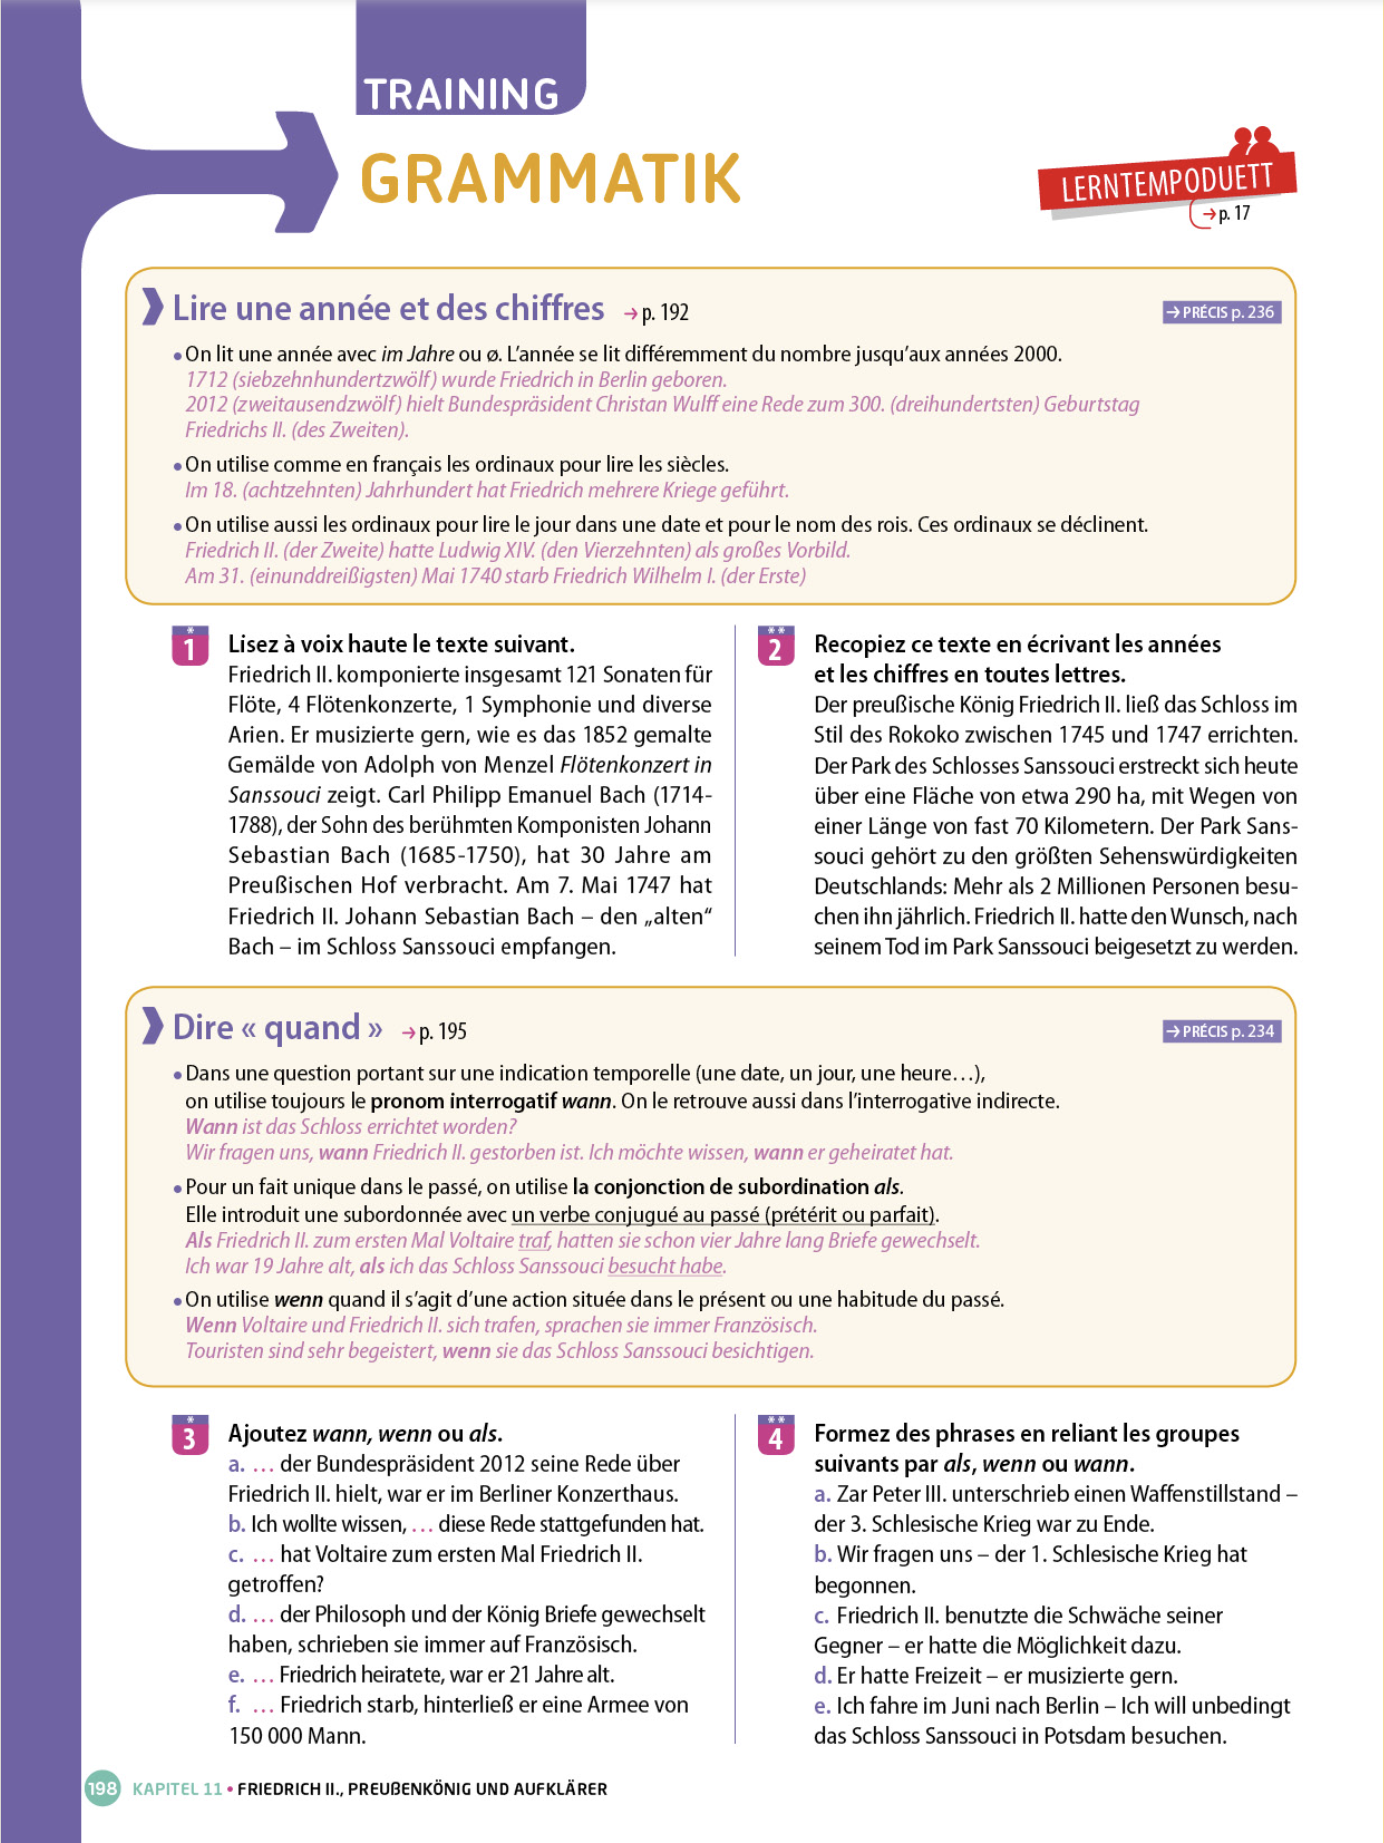 TRAINING
GRAMMATIK
LERNTEMPODUETT
→ p. 17
Lire une année et des chiffres → p. 192
→ PRÉCIS p. 236
• On lit une année avec im Jahre ou ø. L'année se lit différemment du nombre jusqu'aux années 2000.
1712 (siebzehnhundertzwölf) wurde Friedrich in Berlin geboren.
2012 (zweitausendzwölf) hielt Bundespräsident Christan Wulff eine Rede zum 300. (dreihundertsten) Geburtstag
Friedrichs II. (des Zweiten).
• On utilise comme en français les ordinaux pour lire les siècles.
Im 18. (achtzehnten) Jahrhundert hat Friedrich mehrere Kriege geführt.
• On utilise aussi les ordinaux pour lire le jour dans une date et pour le nom des rois. Ces ordinaux se déclinent.
Friedrich II. (der Zweite) hatte Ludwig XIV. (den Vierzehnten) als großes Vorbild.
Am 31. (einunddreißigsten) Mai 1740 starb Friedrich Wilhelm I. (der Erste)
*
1 Lisez à voix haute le texte suivant.
Friedrich II. komponierte insgesamt 121 Sonaten für
Flöte, 4 Flötenkonzerte, 1 Symphonie und diverse
Arien. Er musizierte gern, wie es das 1852 gemalte
Gemälde von Adolph von Menzel Flötenkonzert in
Sanssouci zeigt. Carl Philipp Emanuel Bach (1714-
1788), der Sohn des berühmten Komponisten Johann
Sebastian Bach (1685-1750), hat 30 Jahre am
Preußischen Hof verbracht. Am 7. Mai 1747 hat
Friedrich II. Johann Sebastian Bach – den „alten“
Bach – im Schloss Sanssouci empfangen.
**
2 Recopiez ce texte en écrivant les années
et les chiffres en toutes lettres.
Der preußische König Friedrich II. ließ das Schloss im
Stil des Rokoko zwischen 1745 und 1747 errichten.
Der Park des Schlosses Sanssouci erstreckt sich heute
über eine Fläche von etwa 290 ha, mit Wegen von
einer Länge von fast 70 Kilometern. Der Park Sans-
souci gehört zu den größten Sehenswürdigkeiten
Deutschlands: Mehr als 2 Millionen Personen besu-
chen ihn jährlich. Friedrich II. hatte den Wunsch, nach
seinem Tod im Park Sanssouci beigesetzt zu werden.
Dire « quand » → p. 195
→ PRÉCIS p. 234
• Dans une question portant sur une indication temporelle (une date, un jour, une heure…),
on utilise toujours le pronom interrogatif wann. On le retrouve aussi dans l'interrogative indirecte.
Wann ist das Schloss errichtet worden?
Wir fragen uns, wann Friedrich II. gestorben ist. Ich möchte wissen, wann er geheiratet hat.
• Pour un fait unique dans le passé, on utilise la conjonction de subordination als.
Elle introduit une subordonnée avec un verbe conjugué au passé (prétérit ou parfait).
Als Friedrich II. zum ersten Mal Voltaire traf, hatten sie schon vier Jahre lang Briefe gewechselt.
Ich war 19 Jahre alt, als ich das Schloss Sanssouci besucht habe.
• On utilise wenn quand il s'agit d'une action située dans le présent ou une habitude du passé.
Wenn Voltaire und Friedrich II. sich trafen, sprachen sie immer Französisch.
Touristen sind sehr begeistert, wenn sie das Schloss Sanssouci besichtigen.
*
3 Ajoutez wann, wenn ou als.
a. … der Bundespräsident 2012 seine Rede über
Friedrich II. hielt, war er im Berliner Konzerthaus.
b. Ich wollte wissen, … diese Rede stattgefunden hat.
c. … hat Voltaire zum ersten Mal Friedrich II.
getroffen?
d. … der Philosoph und der König Briefe gewechselt
haben, schrieben sie immer auf Französisch.
e. … Friedrich heiratete, war er 21 Jahre alt.
f. … Friedrich starb, hinterließ er eine Armee von
150 000 Mann.
**
4 Formez des phrases en reliant les groupes
suivants par als, wenn ou wann.
a. Zar Peter III. unterschrieb einen Waffenstillstand –
der 3. Schlesische Krieg war zu Ende.
b. Wir fragen uns – der 1. Schlesische Krieg hat
begonnen.
c. Friedrich II. benutzte die Schwäche seiner
Gegner – er hatte die Möglichkeit dazu.
d. Er hatte Freizeit – er musizierte gern.
e. Ich fahre im Juni nach Berlin – Ich will unbedingt
das Schloss Sanssouci in Potsdam besuchen.
198 KAPITEL 11 • FRIEDRICH II., PREUẞENKÖNIG UND AUFKLÄRER